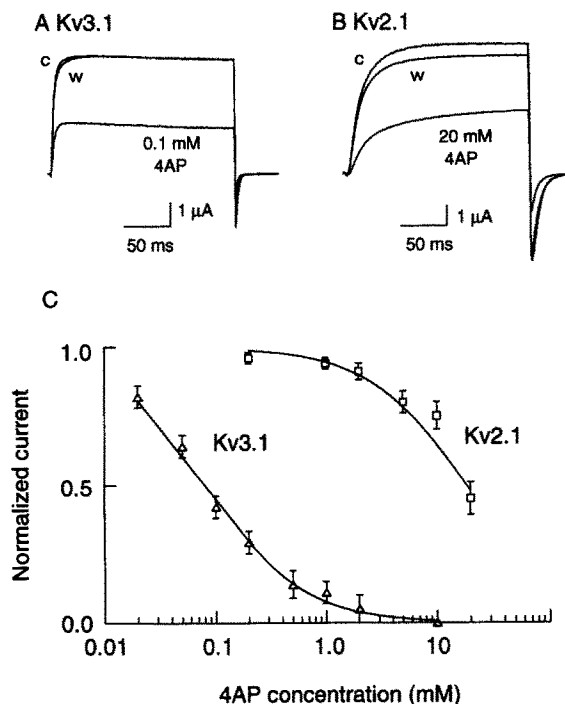 A Kv3.1
B Kv2.1
c
w
0.1 mM
4AP
1 μA
50 ms
c
w
20 mM
4AP
1 μA
50 ms
C
Normalized current
1.0
0.5
0.0
Kv3.1
Kv2.1
0.01
0.1
1.0
10
4AP concentration (mM)